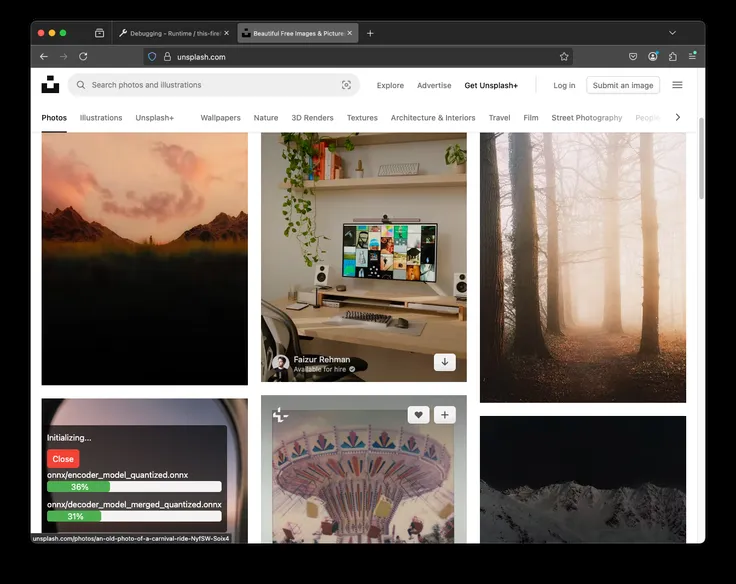 Debugging - Runtime / this-firef
Beautiful Free Images & Picture
unsplash.com
Search photos and illustrations
Explore
Advertise
Get Unsplash+
Log in
Submit an image
Photos
Illustrations
Unsplash+
Wallpapers
Nature
3D Renders
Textures
Architecture & Interiors
Travel
Film
Street Photography
People
Faizur Rehman
Available for hire
Initializing...
Close
onnx/encoder_model_quantized.onnx
36%
onnx/decoder_model_merged_quantized.onnx
31%
unsplash.com/photos/an-old-photo-of-a-carnival-ride-NyfSW-Soix4